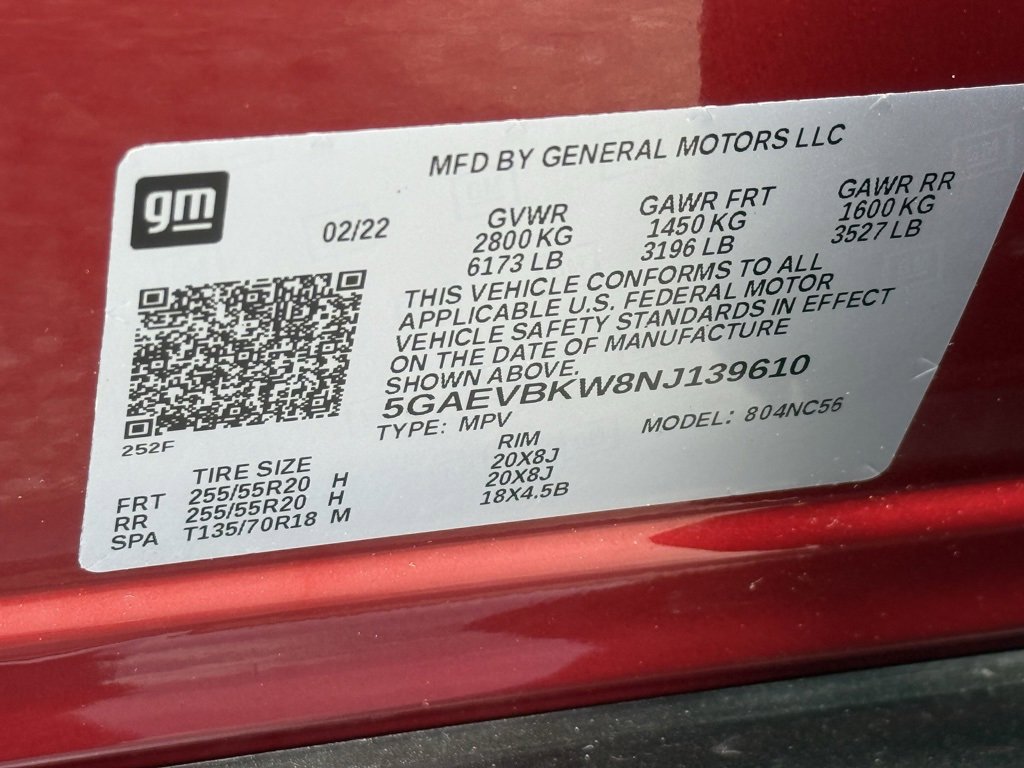 gm
MFD BY GENERAL MOTORS LLC
02/22
GVWR
2800 KG
6173 LB
GAWR FRT
1450 KG
3196 LB
GAWR RR
1600 KG
3527 LB
THIS VEHICLE CONFORMS TO ALL
APPLICABLE U.S. FEDERAL MOTOR
VEHICLE SAFETY STANDARDS IN EFFECT
ON THE DATE OF MANUFACTURE
SHOWN ABOVE.
5GAEVBKW8NJ139610
TYPE: MPV
MODEL: 804NC56
252F
TIRE SIZE
RIM
FRT 255/55R20 H 20X8J
RR 255/55R20 H 20X8J
SPA T135/70R18 M 18X4.5B